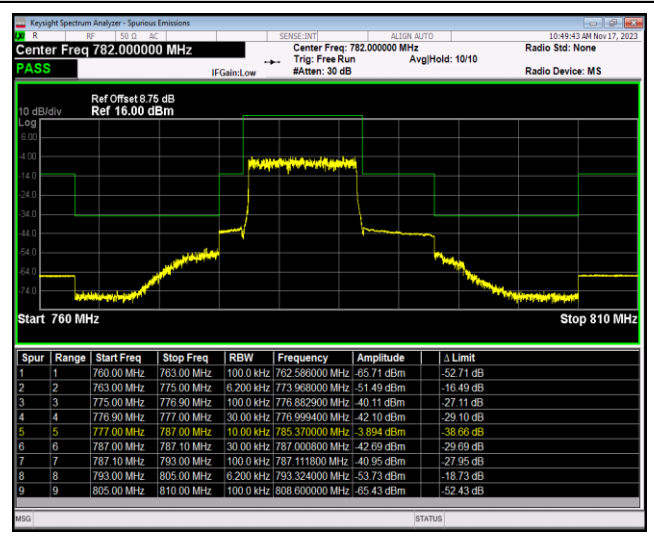 Keysight Spectrum Analyzer - Spurious Emissions
R RF 50 Ω AC SENSE:INT ALIGN AUTO 10:49:43 AM Nov 17, 2023
Center Freq 782.000000 MHz Center Freq: 782.000000 MHz Radio Std: None
Trig: Free Run Avg|Hold: 10/10
PASS IFGain:Low #Atten: 30 dB Radio Device: MS
Ref Offset 8.75 dB
10 dB/div Ref 16.00 dBm
Log
6.00
-4.00
-14.0
-24.0
-34.0
-44.0
-54.0
-64.0
-74.0
Start 760 MHz Stop 810 MHz
Spur Range Start Freq Stop Freq RBW Frequency Amplitude Δ Limit
1 1 760.00 MHz 763.00 MHz 100.0 kHz 762.586000 MHz -65.71 dBm -52.71 dB
2 2 763.00 MHz 775.00 MHz 6.200 kHz 773.968000 MHz -51.49 dBm -16.49 dB
3 3 775.00 MHz 776.90 MHz 100.0 kHz 776.882900 MHz -40.11 dBm -27.11 dB
4 4 776.90 MHz 777.00 MHz 30.00 kHz 776.999400 MHz -42.10 dBm -29.10 dB
5 5 777.00 MHz 787.00 MHz 10.00 kHz 785.370000 MHz -3.894 dBm -38.66 dB
6 6 787.00 MHz 787.10 MHz 30.00 kHz 787.000800 MHz -42.69 dBm -29.69 dB
7 7 787.10 MHz 793.00 MHz 100.0 kHz 787.111800 MHz -40.95 dBm -27.95 dB
8 8 793.00 MHz 805.00 MHz 6.200 kHz 793.324000 MHz -53.73 dBm -18.73 dB
9 9 805.00 MHz 810.00 MHz 100.0 kHz 808.600000 MHz -65.43 dBm -52.43 dB
MSG STATUS